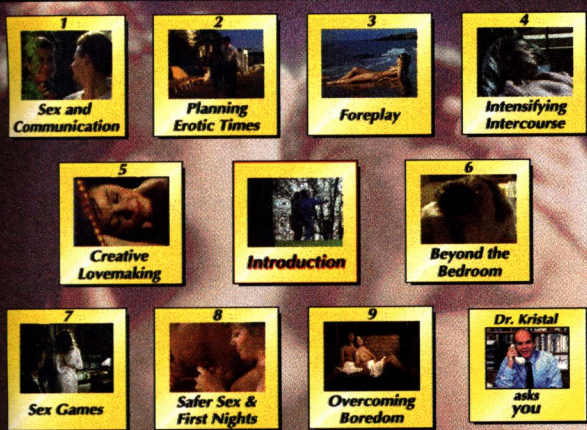 1
Sex and
Communication
2
Planning
Erotic Times
3
Foreplay
4
Intensifying
Intercourse
5
Creative
Lovemaking
Introduction
6
Beyond the
Bedroom
7
Sex Games
8
Safer Sex &
First Nights
9
Overcoming
Boredom
Dr. Kristal
asks
you